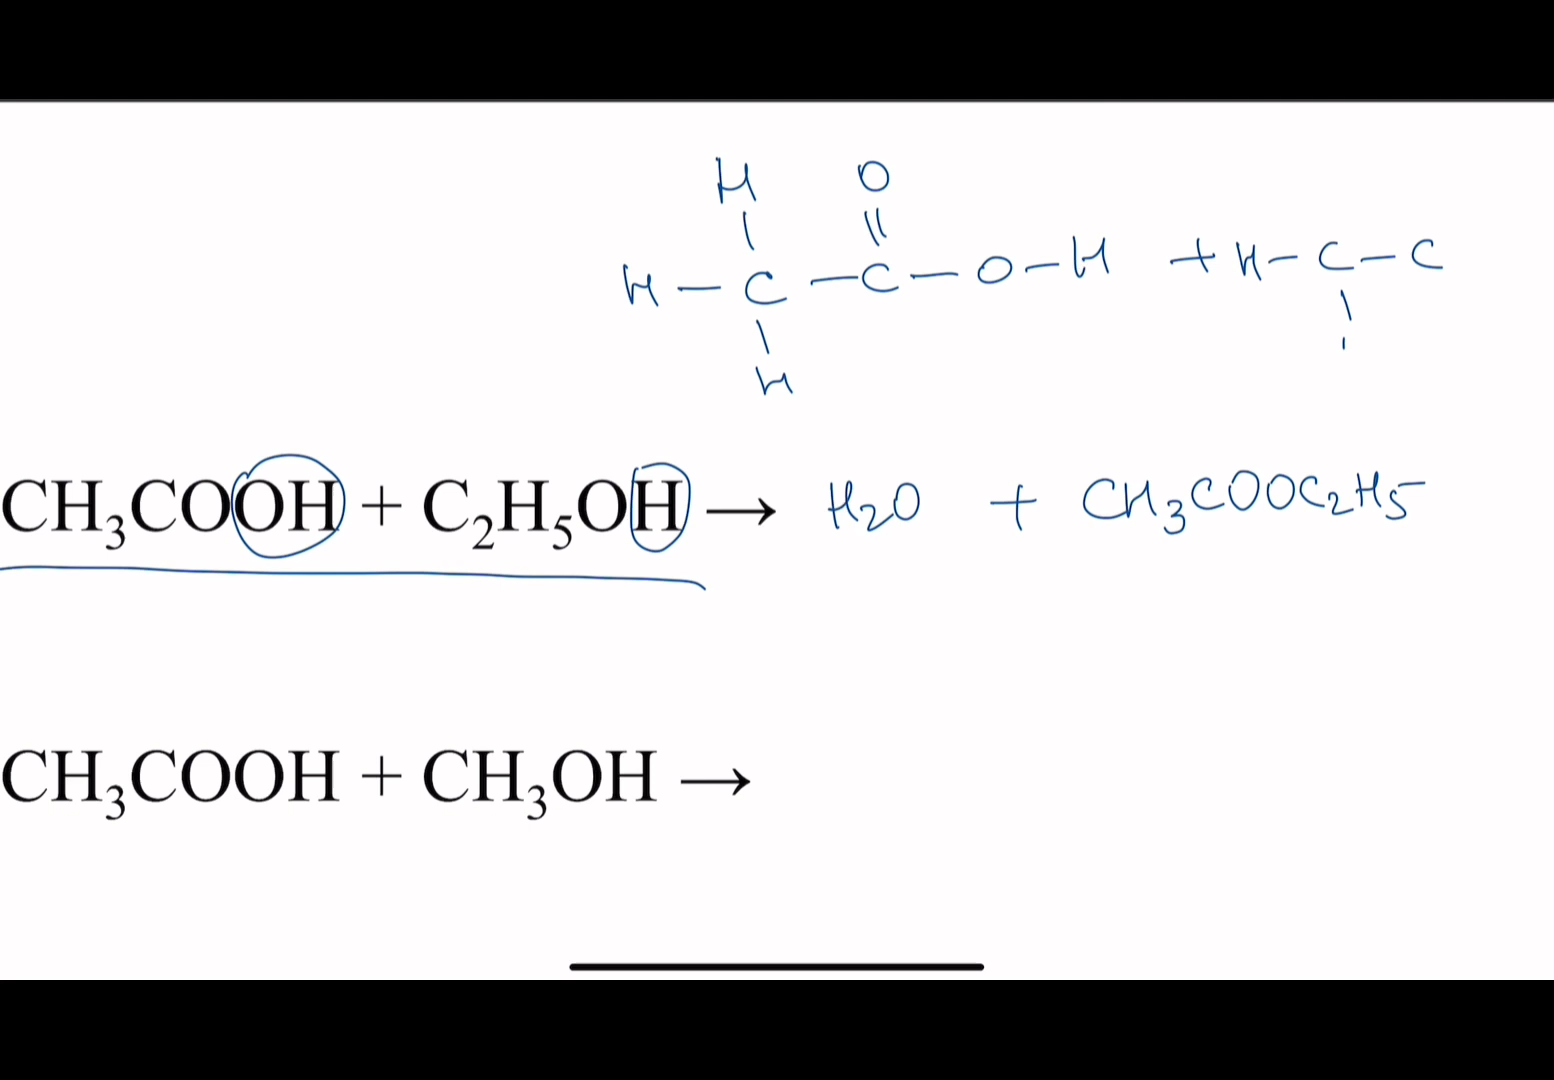 H O
| ||
H – C – C – O – H + H – C – C
|
H
CH₃COOH + C₂H₅OH → H₂O + CH₃COOC₂H₅
CH₃COOH + CH₃OH →